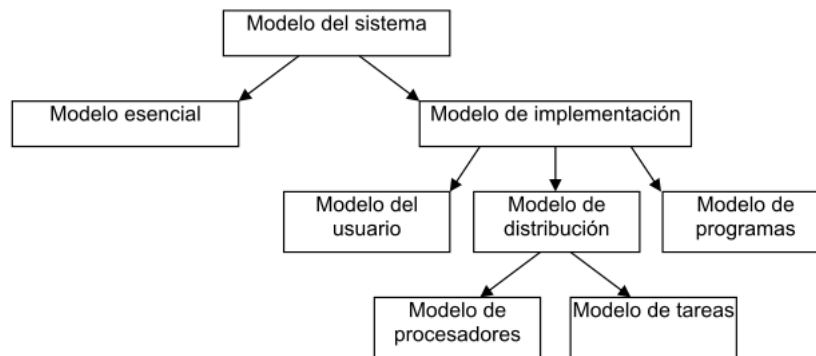 Modelo del sistema
Modelo esencial
Modelo de implementación
Modelo del
usuario
Modelo de
distribución
Modelo de
programas
Modelo de
procesadores
Modelo de tareas